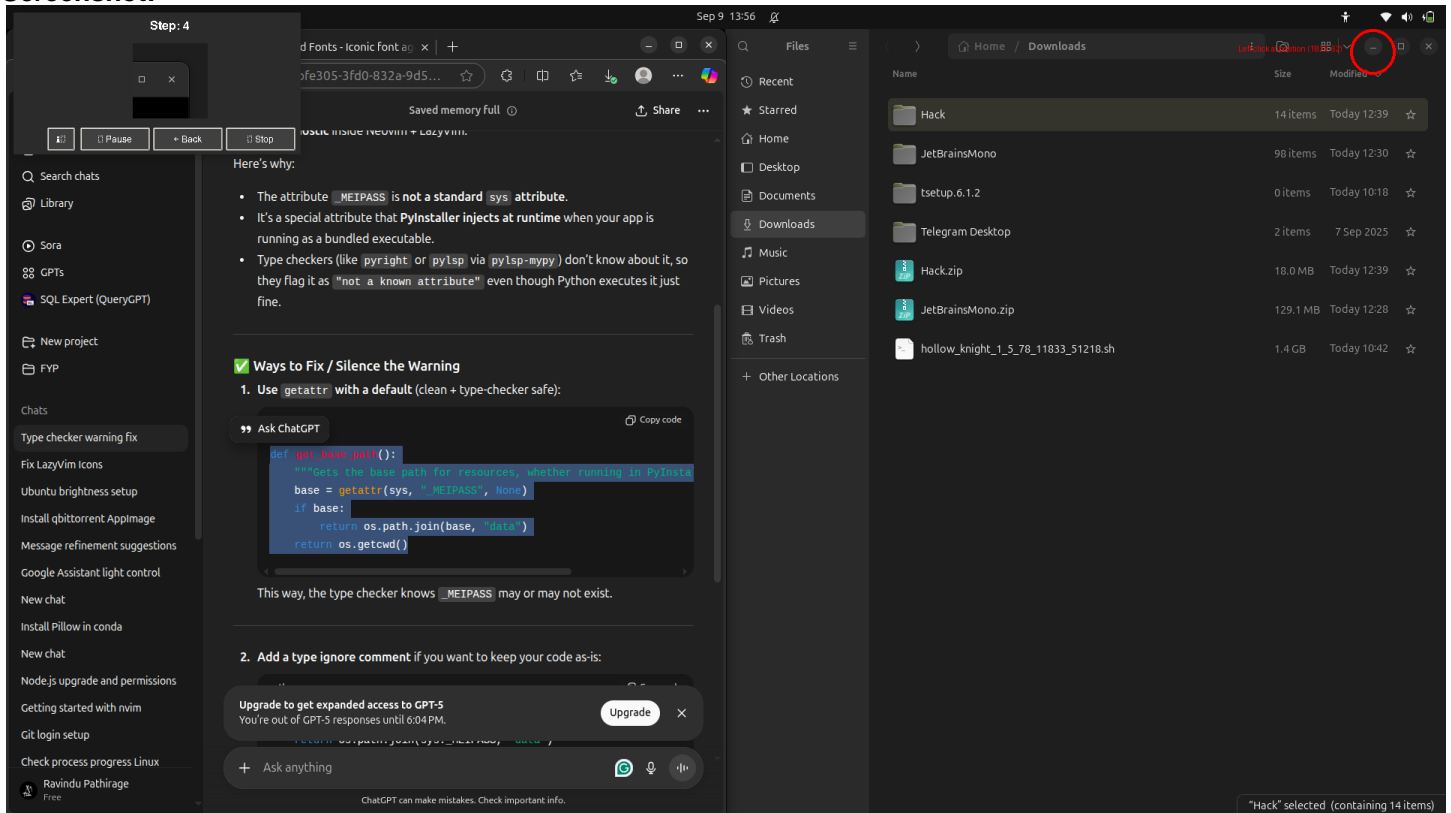 Sep 9 13:56
Step: 4
Pause
Back
Stop
d Fonts - Iconic font ag
ofe305-3fd0-832a-9d5...
Saved memory full
Share
Search chats
Library
Sora
GPTs
SQL Expert (QueryGPT)
New project
FYP
Chats
Type checker warning fix
Fix LazyVim Icons
Ubuntu brightness setup
Install qbittorrent AppImage
Message refinement suggestions
Google Assistant light control
New chat
Install Pillow in conda
New chat
Node.js upgrade and permissions
Getting started with nvim
Git login setup
Check process progress Linux
Ravindu Pathirage
Free
inside Neovim + LazyVim.
Here's why:
• The attribute _MEIPASS is not a standard sys attribute.
• It's a special attribute that PyInstaller injects at runtime when your app is
running as a bundled executable.
• Type checkers (like pyright or pylsp via pylsp-mypy) don't know about it, so
they flag it as "not a known attribute" even though Python executes it just
fine.
✅ Ways to Fix / Silence the Warning
1. Use getattr with a default (clean + type-checker safe):
Ask ChatGPT
Copy code
def get_base_path():
"""Gets the base path for resources, whether running in PyInsta
base = getattr(sys, "_MEIPASS", None)
if base:
return os.path.join(base, "data")
return os.getcwd()
This way, the type checker knows _MEIPASS may or may not exist.
2. Add a type ignore comment if you want to keep your code as-is:
Upgrade to get expanded access to GPT-5
You're out of GPT-5 responses until 6:04 PM.
Upgrade
return os.path.join(sys._MEIPASS, "data")
Ask anything
ChatGPT can make mistakes. Check important info.
Files
Recent
Starred
Home
Desktop
Documents
Downloads
Music
Pictures
Videos
Trash
Other Locations
Home / Downloads
Name Size Modified
Hack 14 items Today 12:39
JetBrainsMono 98 items Today 12:30
tsetup.6.1.2 0 items Today 10:18
Telegram Desktop 2 items 7 Sep 2025
Hack.zip 18.0 MB Today 12:39
JetBrainsMono.zip 129.1 MB Today 12:28
hollow_knight_1_5_78_11833_51218.sh 1.4 GB Today 10:42
"Hack" selected (containing 14 items)